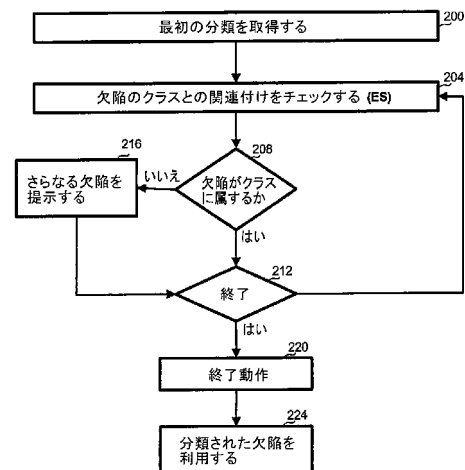 200
最初の分類を取得する
204
欠陥のクラスとの関連付けをチェックする (ES)
208
欠陥がクラス
に属するか
いいえ
216
さらなる欠陥を
提示する
はい
212
終了
はい
220
終了動作
224
分類された欠陥を
利用する